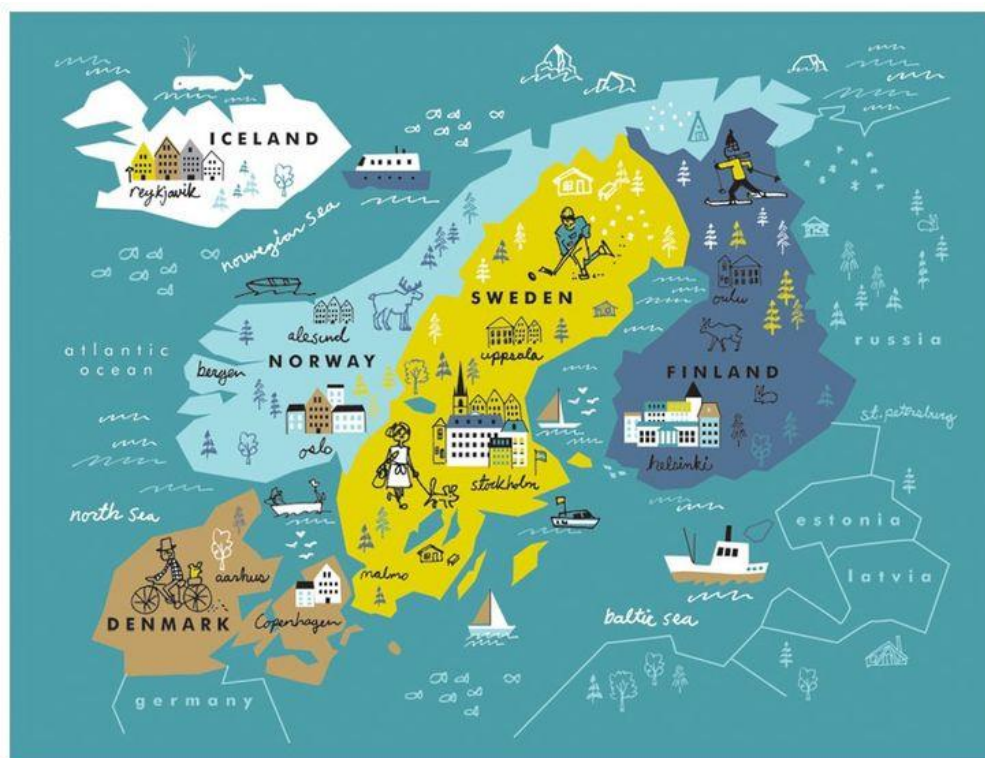 ICELAND
reykjavik
norwegian sea
SWEDEN
oulu
alesund
uppsala
atlantic
ocean
russia
NORWAY
bergen
FINLAND
st. petersburg
oslo
helsinki
stockholm
north sea
estonia
aarhus
malmo
latvia
DENMARK
Copenhagen
baltic sea
germany